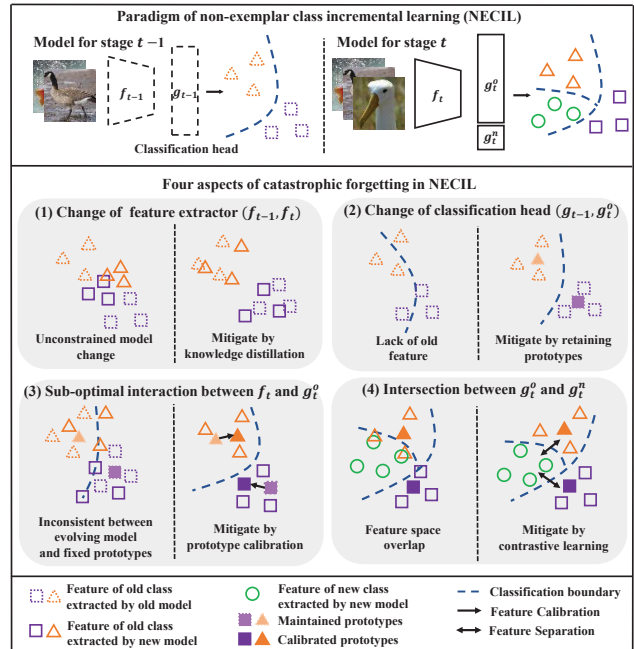 Paradigm of non-exemplar class incremental learning (NECIL)
Model for stage t − 1
Model for stage t
f_{t−1}
g_{t−1}
Classification head
f_t
g_t^o
g_t^n
Four aspects of catastrophic forgetting in NECIL
(1) Change of feature extractor (f_{t−1}, f_t)
Unconstrained model
change
Mitigate by
knowledge distillation
(2) Change of classification head (g_{t−1}, g_t^o)
Lack of old
feature
Mitigate by retaining
prototypes
(3) Sub-optimal interaction between f_t and g_t^o
Inconsistent between
evolving model
and fixed prototypes
Mitigate by
prototype calibration
(4) Intersection between g_t^o and g_t^n
Feature space
overlap
Mitigate by
contrastive learning
Feature of old class
extracted by old model
Feature of old class
extracted by new model
Feature of new class
extracted by new model
Maintained prototypes
Calibrated prototypes
Classification boundary
Feature Calibration
Feature Separation